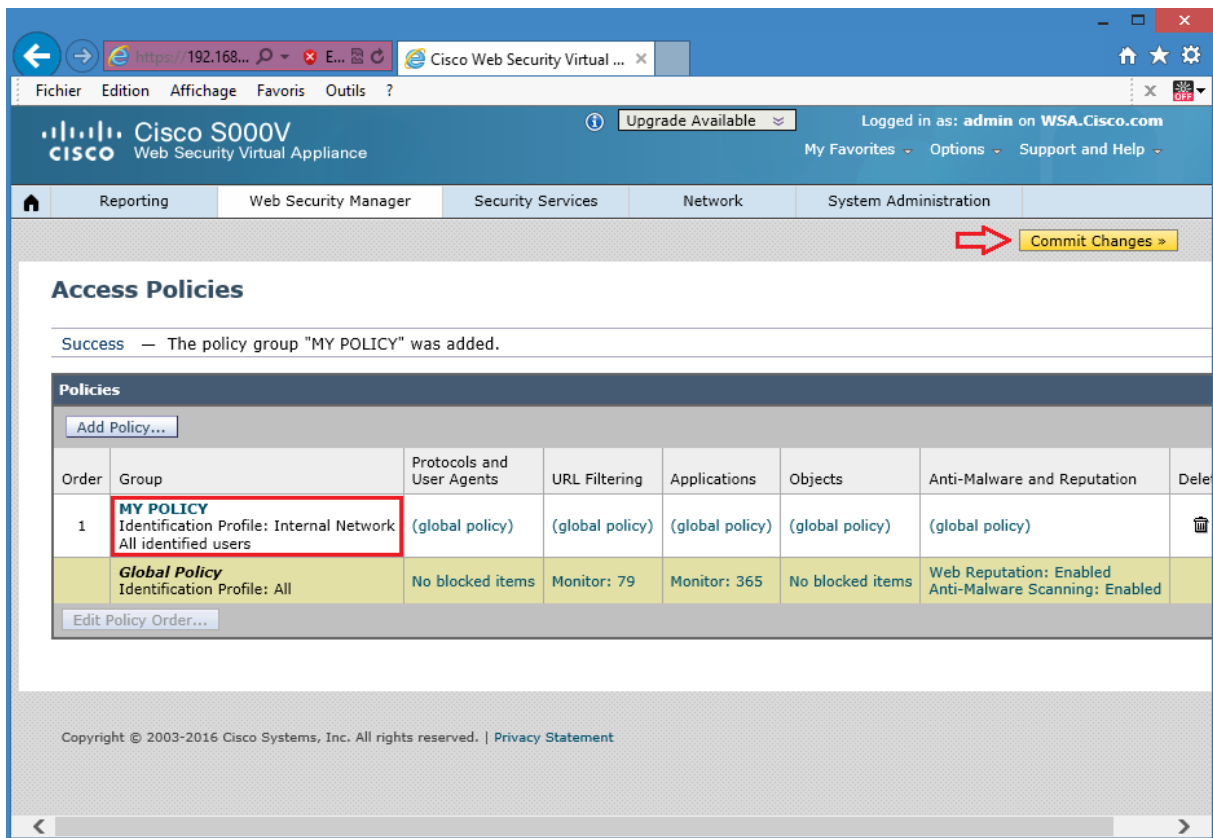 https://192.168... E... Cisco Web Security Virtual ...
Fichier Edition Affichage Favoris Outils ? OFF
CISCO Cisco S000V
Web Security Virtual Appliance
Upgrade Available
Logged in as: admin on WSA.Cisco.com
My Favorites Options Support and Help
Reporting Web Security Manager Security Services Network System Administration
Commit Changes »
Access Policies
Success — The policy group "MY POLICY" was added.
Policies
Add Policy...
Order Group Protocols and User Agents URL Filtering Applications Objects Anti-Malware and Reputation Dele
1 MY POLICY
Identification Profile: Internal Network
All identified users
(global policy) (global policy) (global policy) (global policy) (global policy)
Global Policy
Identification Profile: All
No blocked items Monitor: 79 Monitor: 365 No blocked items Web Reputation: Enabled
Anti-Malware Scanning: Enabled
Edit Policy Order...
Copyright © 2003-2016 Cisco Systems, Inc. All rights reserved. | Privacy Statement